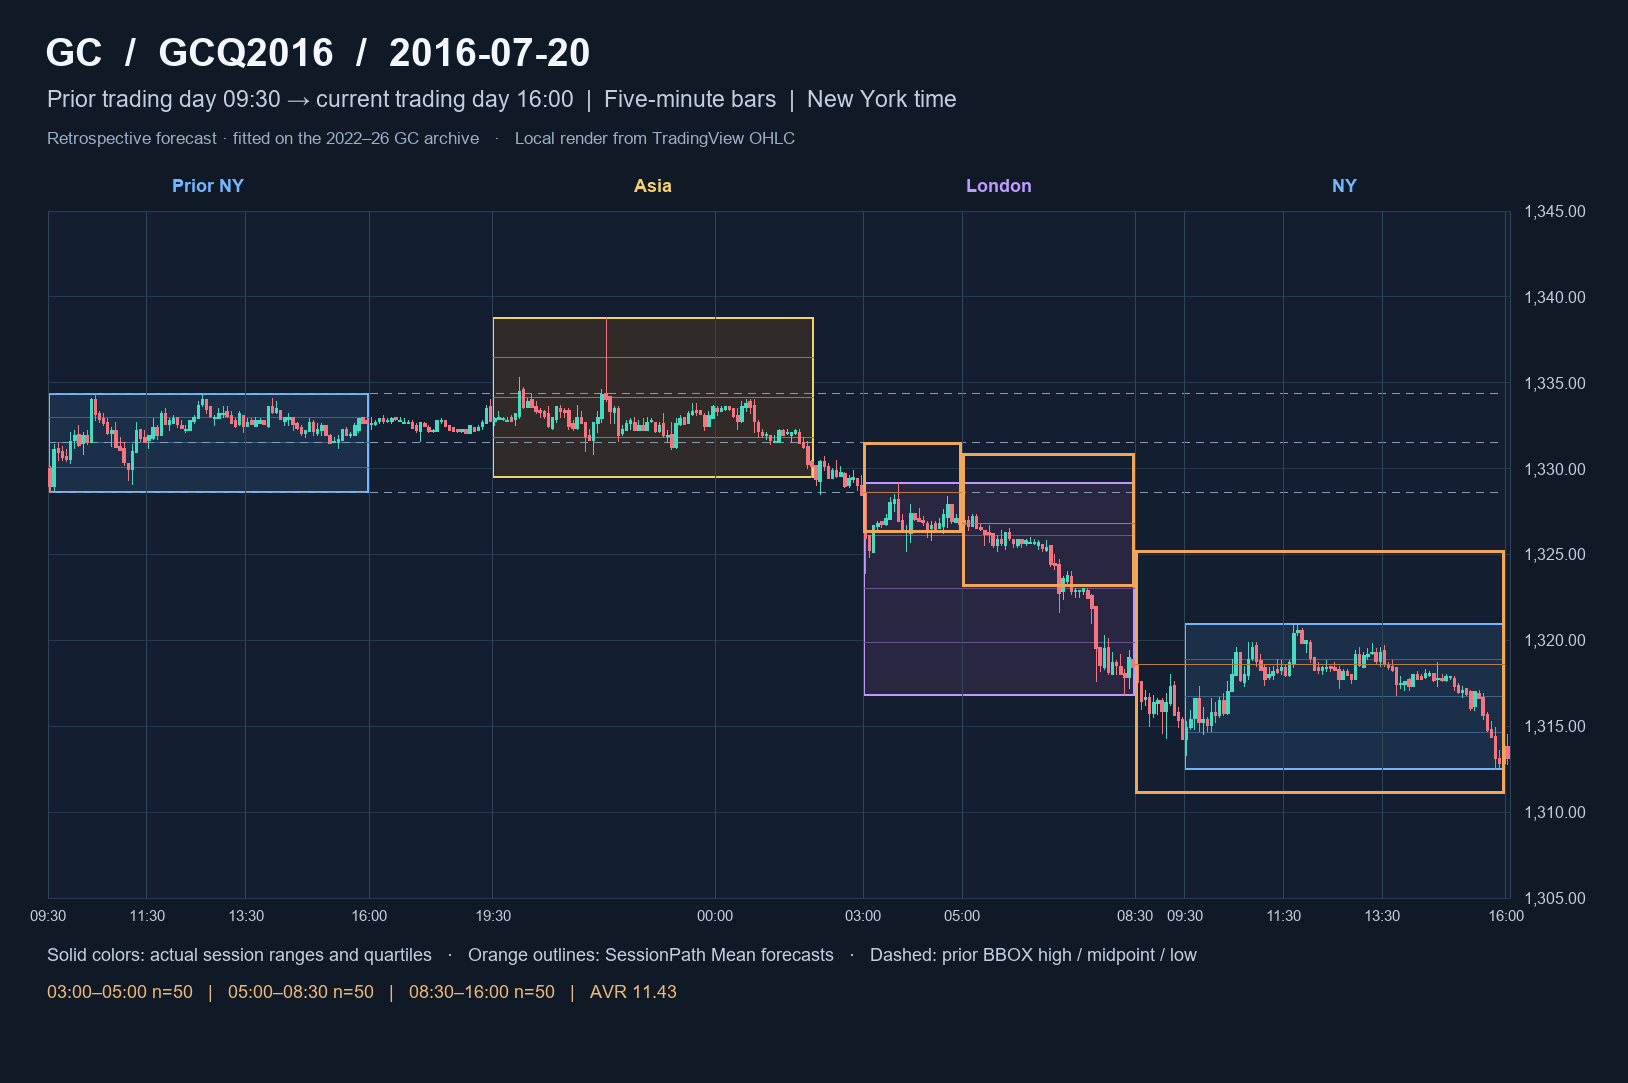 GC / GCQ2016 / 2016-07-20
Prior trading day 09:30 → current trading day 16:00 | Five-minute bars | New York time
Retrospective forecast · fitted on the 2022–26 GC archive · Local render from TradingView OHLC
Prior NY Asia London NY
1,345.00
1,340.00
1,335.00
1,330.00
1,325.00
1,320.00
1,315.00
1,310.00
1,305.00
09:30 11:30 13:30 16:00 19:30 00:00 03:00 05:00 08:30 09:30 11:30 13:30 16:00
Solid colors: actual session ranges and quartiles · Orange outlines: SessionPath Mean forecasts · Dashed: prior BBOX high / midpoint / low
03:00–05:00 n=50 | 05:00–08:30 n=50 | 08:30–16:00 n=50 | AVR 11.43